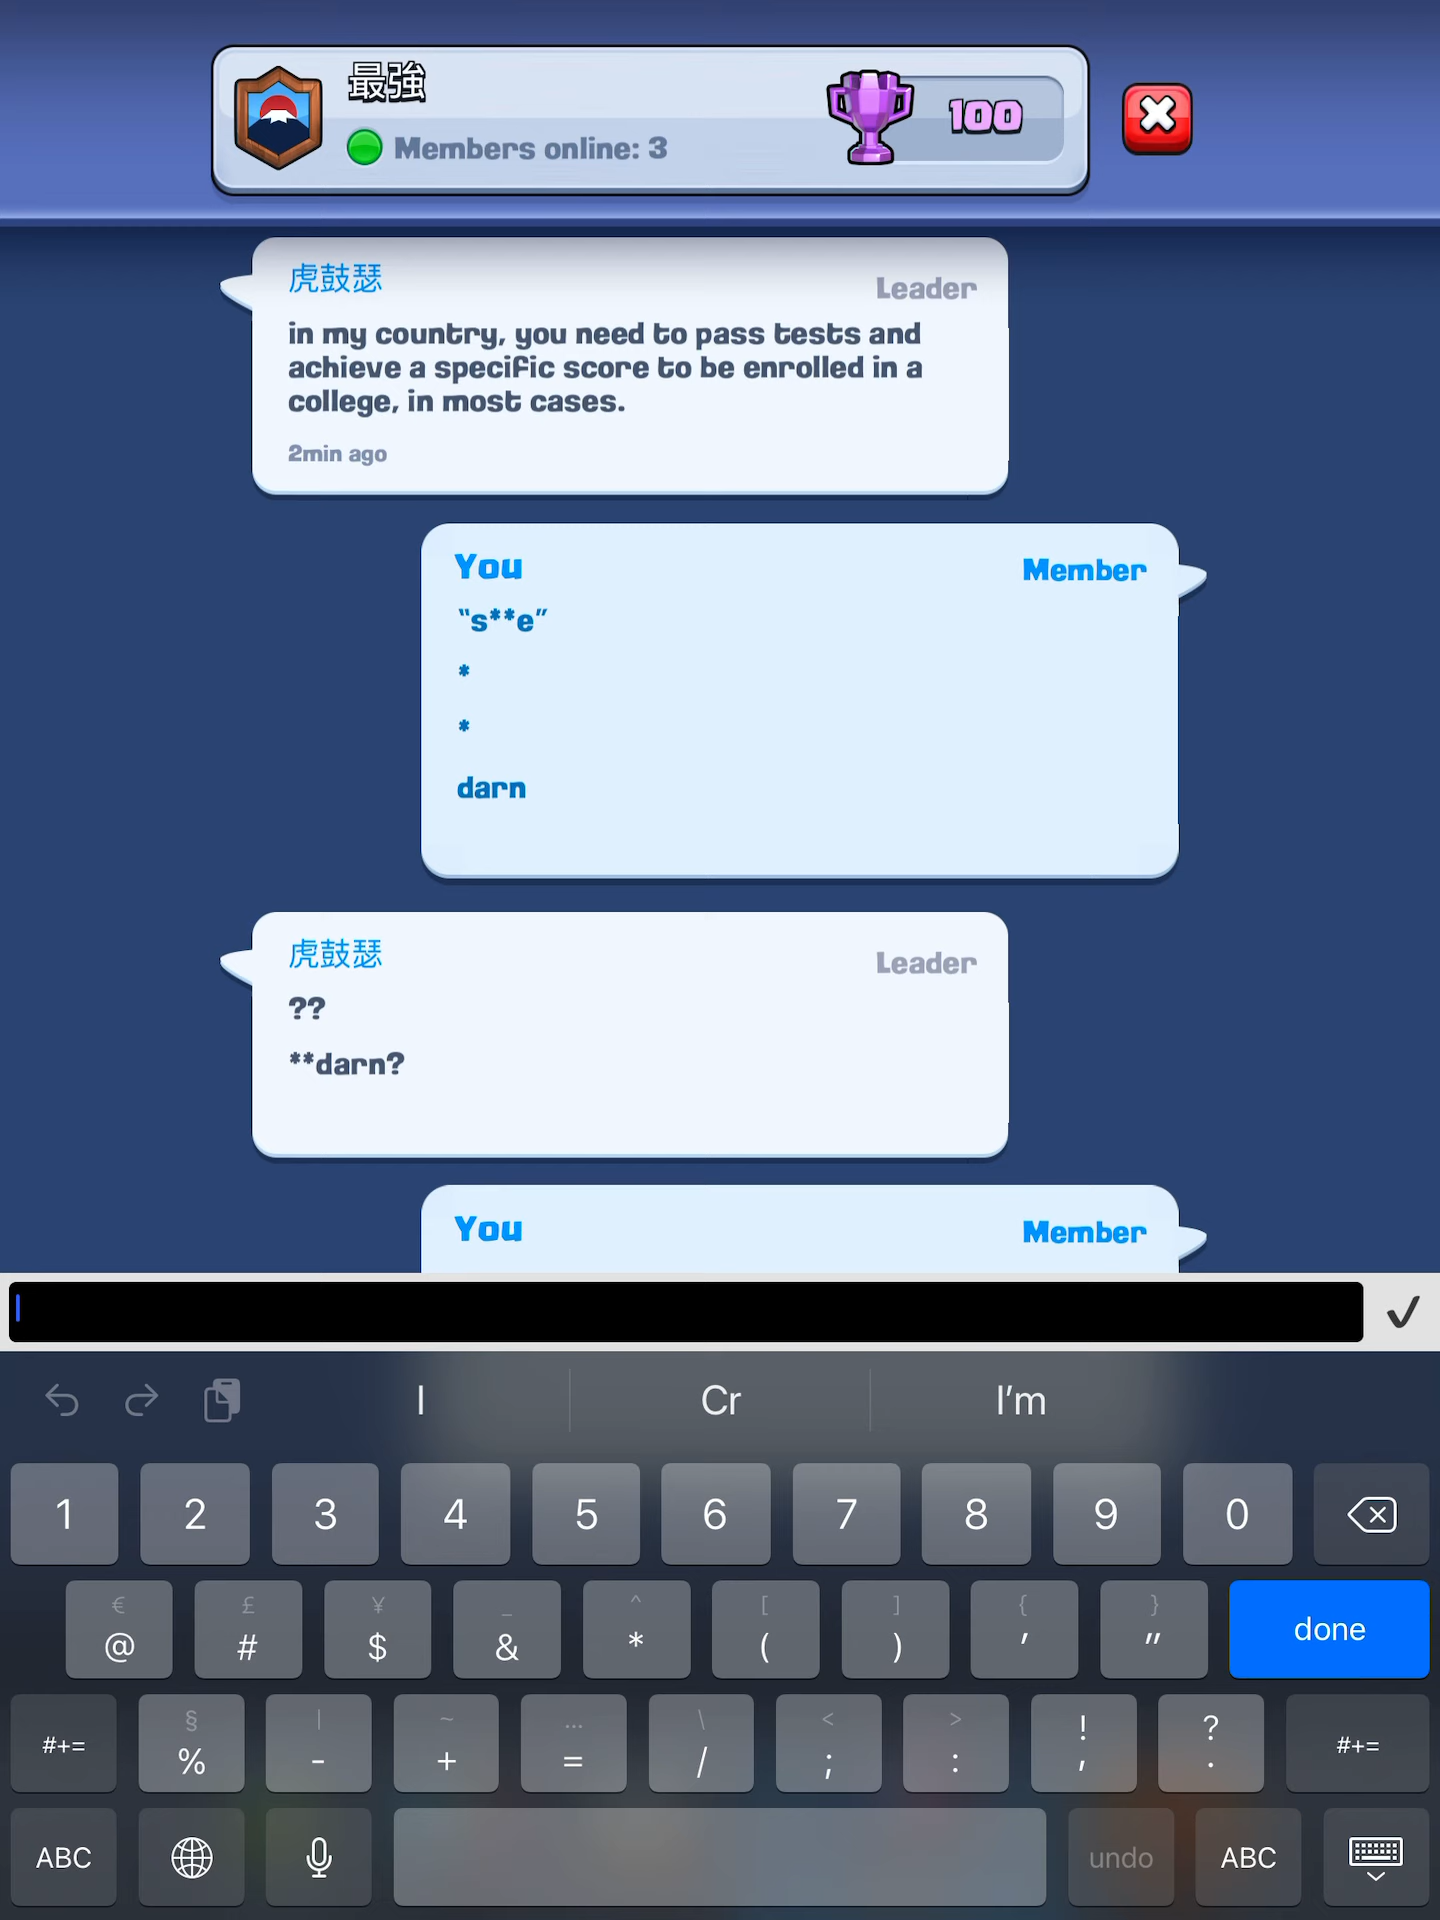 最強
Members online: 3
100
虎鼓瑟
Leader
in my country, you need to pass tests and
achieve a specific score to be enrolled in a
college, in most cases.
2min ago
You
Member
“s**e”
*
*
darn
虎鼓瑟
Leader
??
**darn?
You
Member
I
Cr
I’m
1 2 3 4 5 6 7 8 9 0
€ £ ¥ _ ^ [ ] { }
@ # $ & * ( ) ' "
done
§ | ~ … \ < > ! ?
#+= % - + = / ; : , . #+=
ABC
undo
ABC